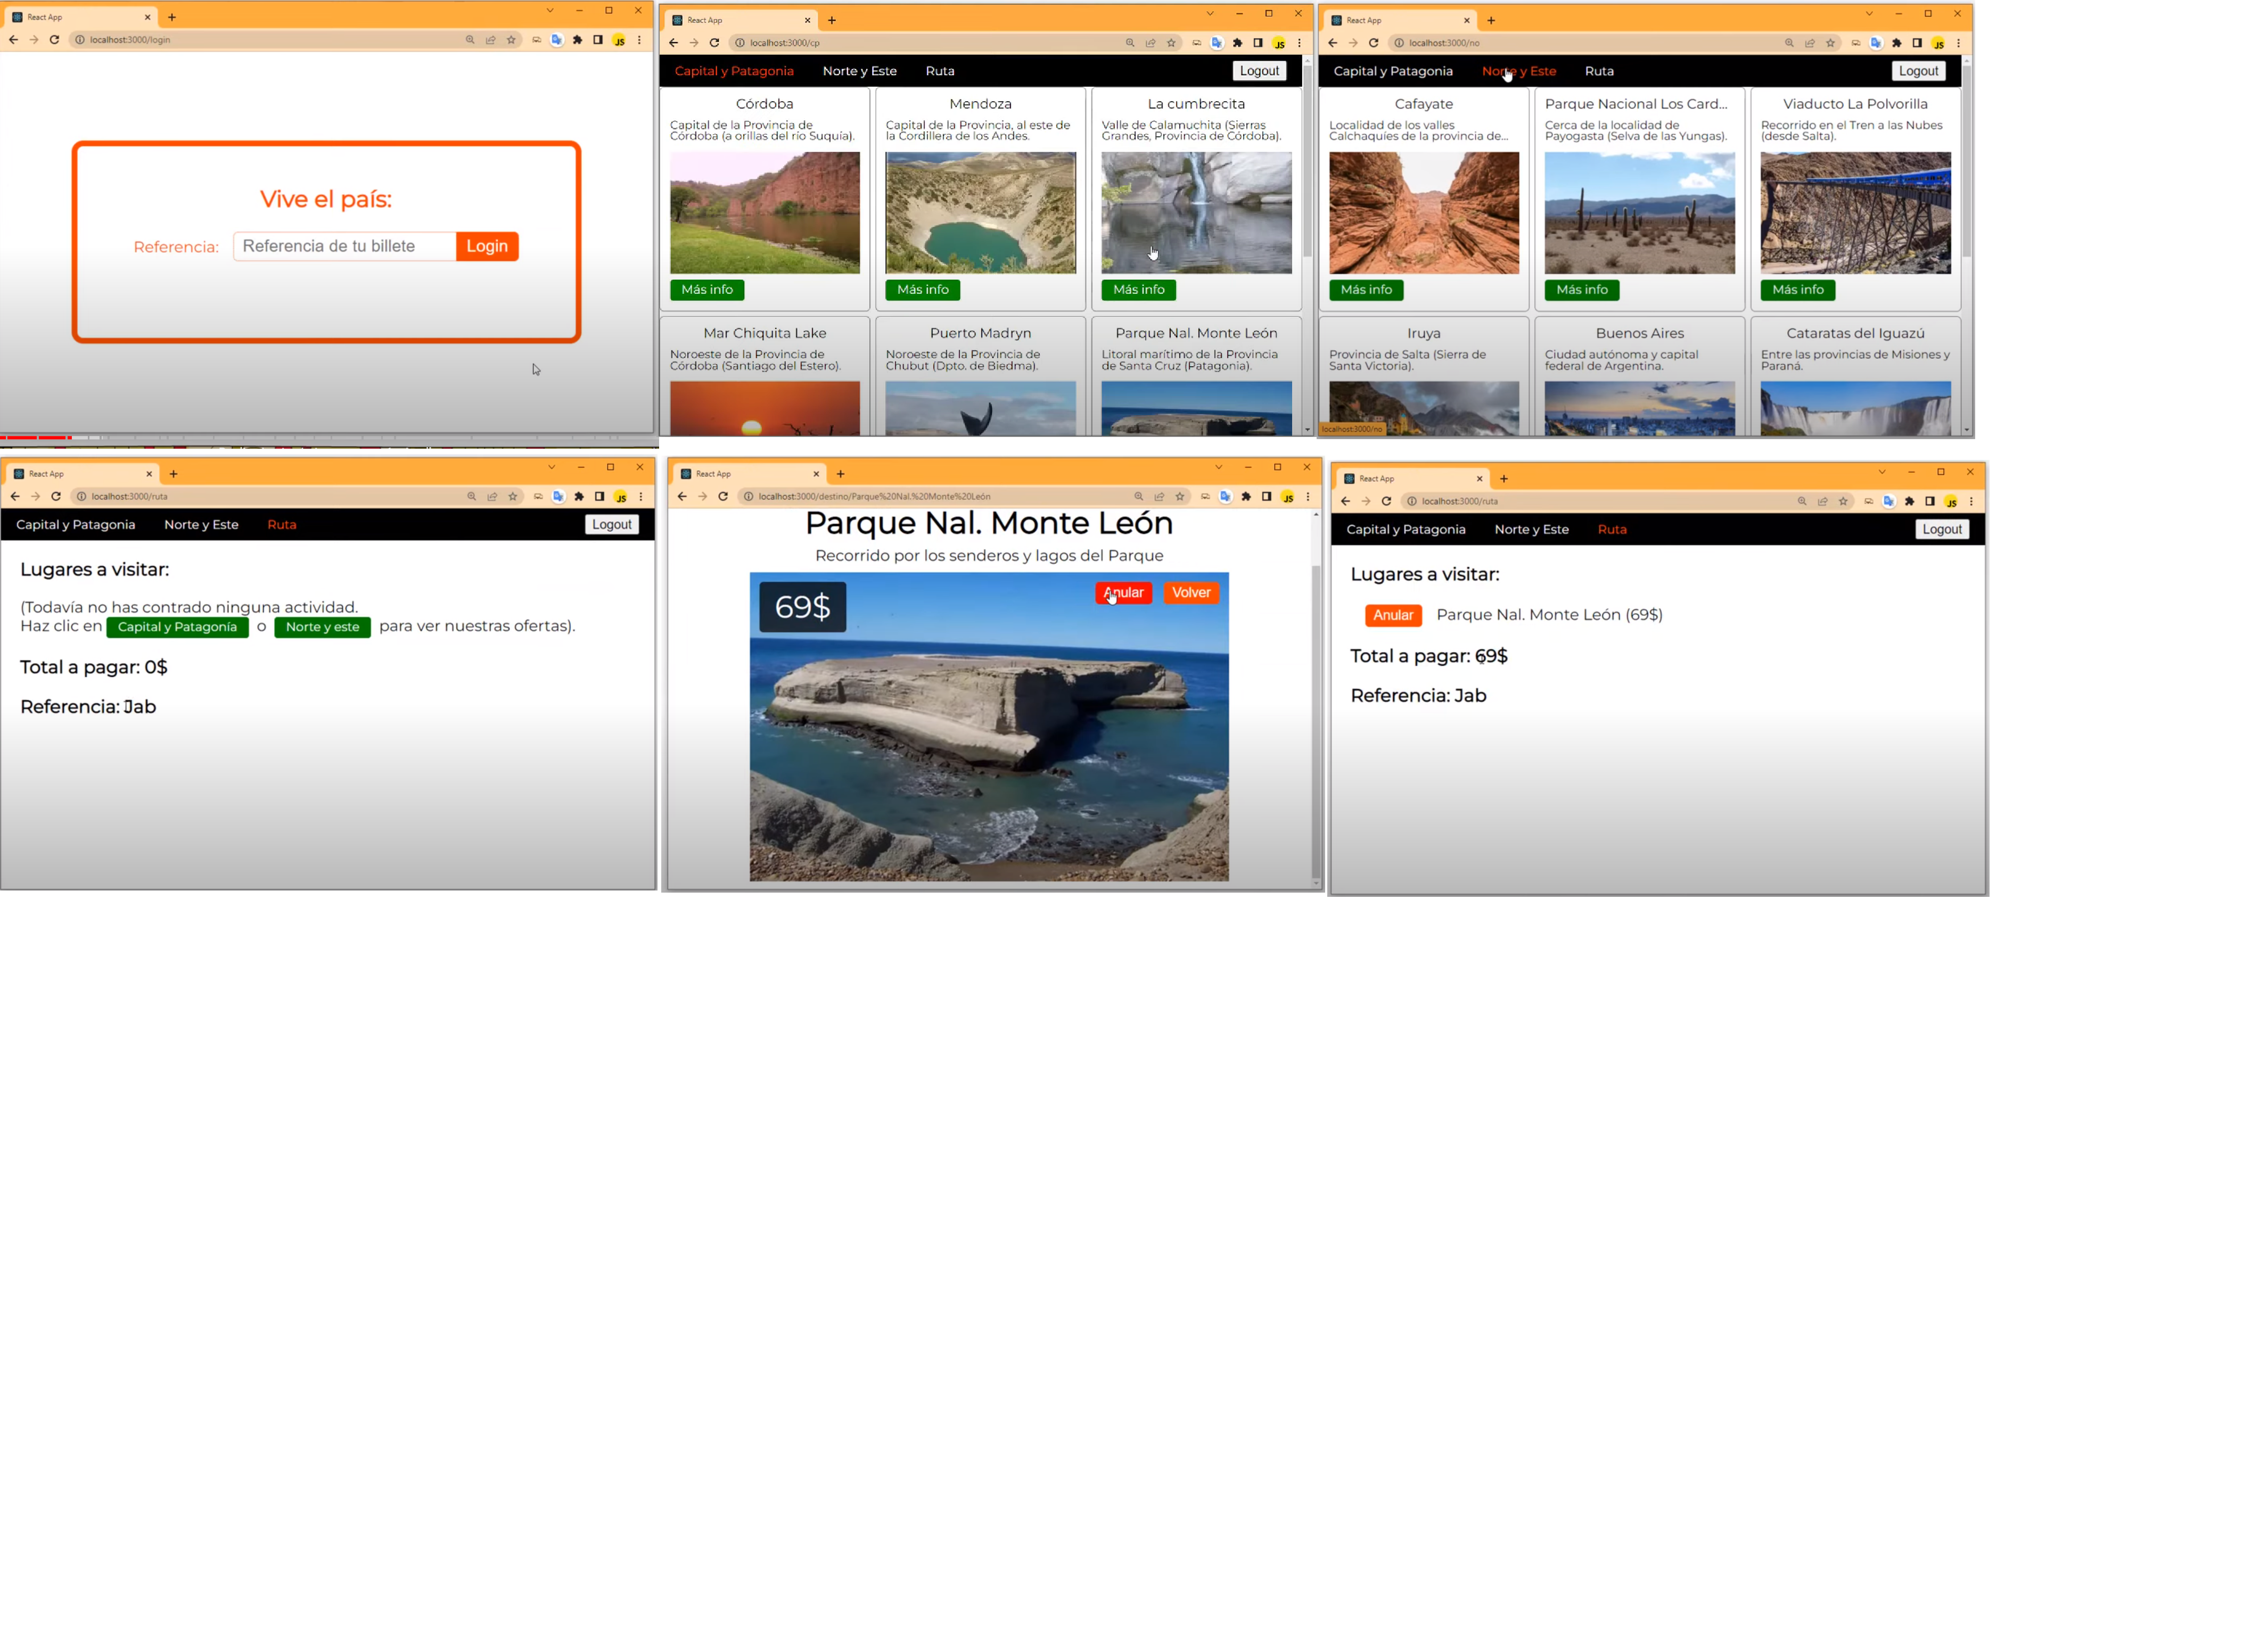 React App
localhost:3000/login
JS
Vive el país:
Referencia: Referencia de tu billete Login
React App
localhost:3000/cp
JS
Capital y Patagonia Norte y Este Ruta Logout
Córdoba
Capital de la Provincia de
Córdoba (a orillas del río Suquía).
Más info
Mendoza
Capital de la Provincia, al este de
la Cordillera de los Andes.
Más info
La cumbrecita
Valle de Calamuchita (Sierras
Grandes, Provincia de Córdoba).
Más info
Mar Chiquita Lake
Noroeste de la Provincia de
Córdoba (Santiago del Estero).
Puerto Madryn
Noroeste de la Provincia de
Chubut (Dpto. de Biedma).
Parque Nal. Monte León
Litoral marítimo de la Provincia
de Santa Cruz (Patagonia).
React App
localhost:3000/no
JS
Capital y Patagonia Norte y Este Ruta Logout
Cafayate
Localidad de los valles
Calchaquíes de la provincia de...
Más info
Parque Nacional Los Card...
Cerca de la localidad de
Payogasta (Selva de las Yungas).
Más info
Viaducto La Polvorilla
Recorrido en el Tren a las Nubes
(desde Salta).
Más info
Iruya
Provincia de Salta (Sierra de
Santa Victoria).
Buenos Aires
Ciudad autónoma y capital
federal de Argentina.
Cataratas del Iguazú
Entre las provincias de Misiones y
Paraná.
localhost:3000/no
React App
localhost:3000/ruta
JS
Capital y Patagonia Norte y Este Ruta Logout
Lugares a visitar:
(Todavía no has contrado ninguna actividad.
Haz clic en Capital y Patagonía o Norte y este para ver nuestras ofertas).
Total a pagar: 0$
Referencia: Jab
React App
localhost:3000/destino/Parque%20Nal.%20Monte%20León
JS
Parque Nal. Monte León
Recorrido por los senderos y lagos del Parque
69$ Anular Volver
React App
localhost:3000/ruta
JS
Capital y Patagonia Norte y Este Ruta Logout
Lugares a visitar:
Anular Parque Nal. Monte León (69$)
Total a pagar: 69$
Referencia: Jab